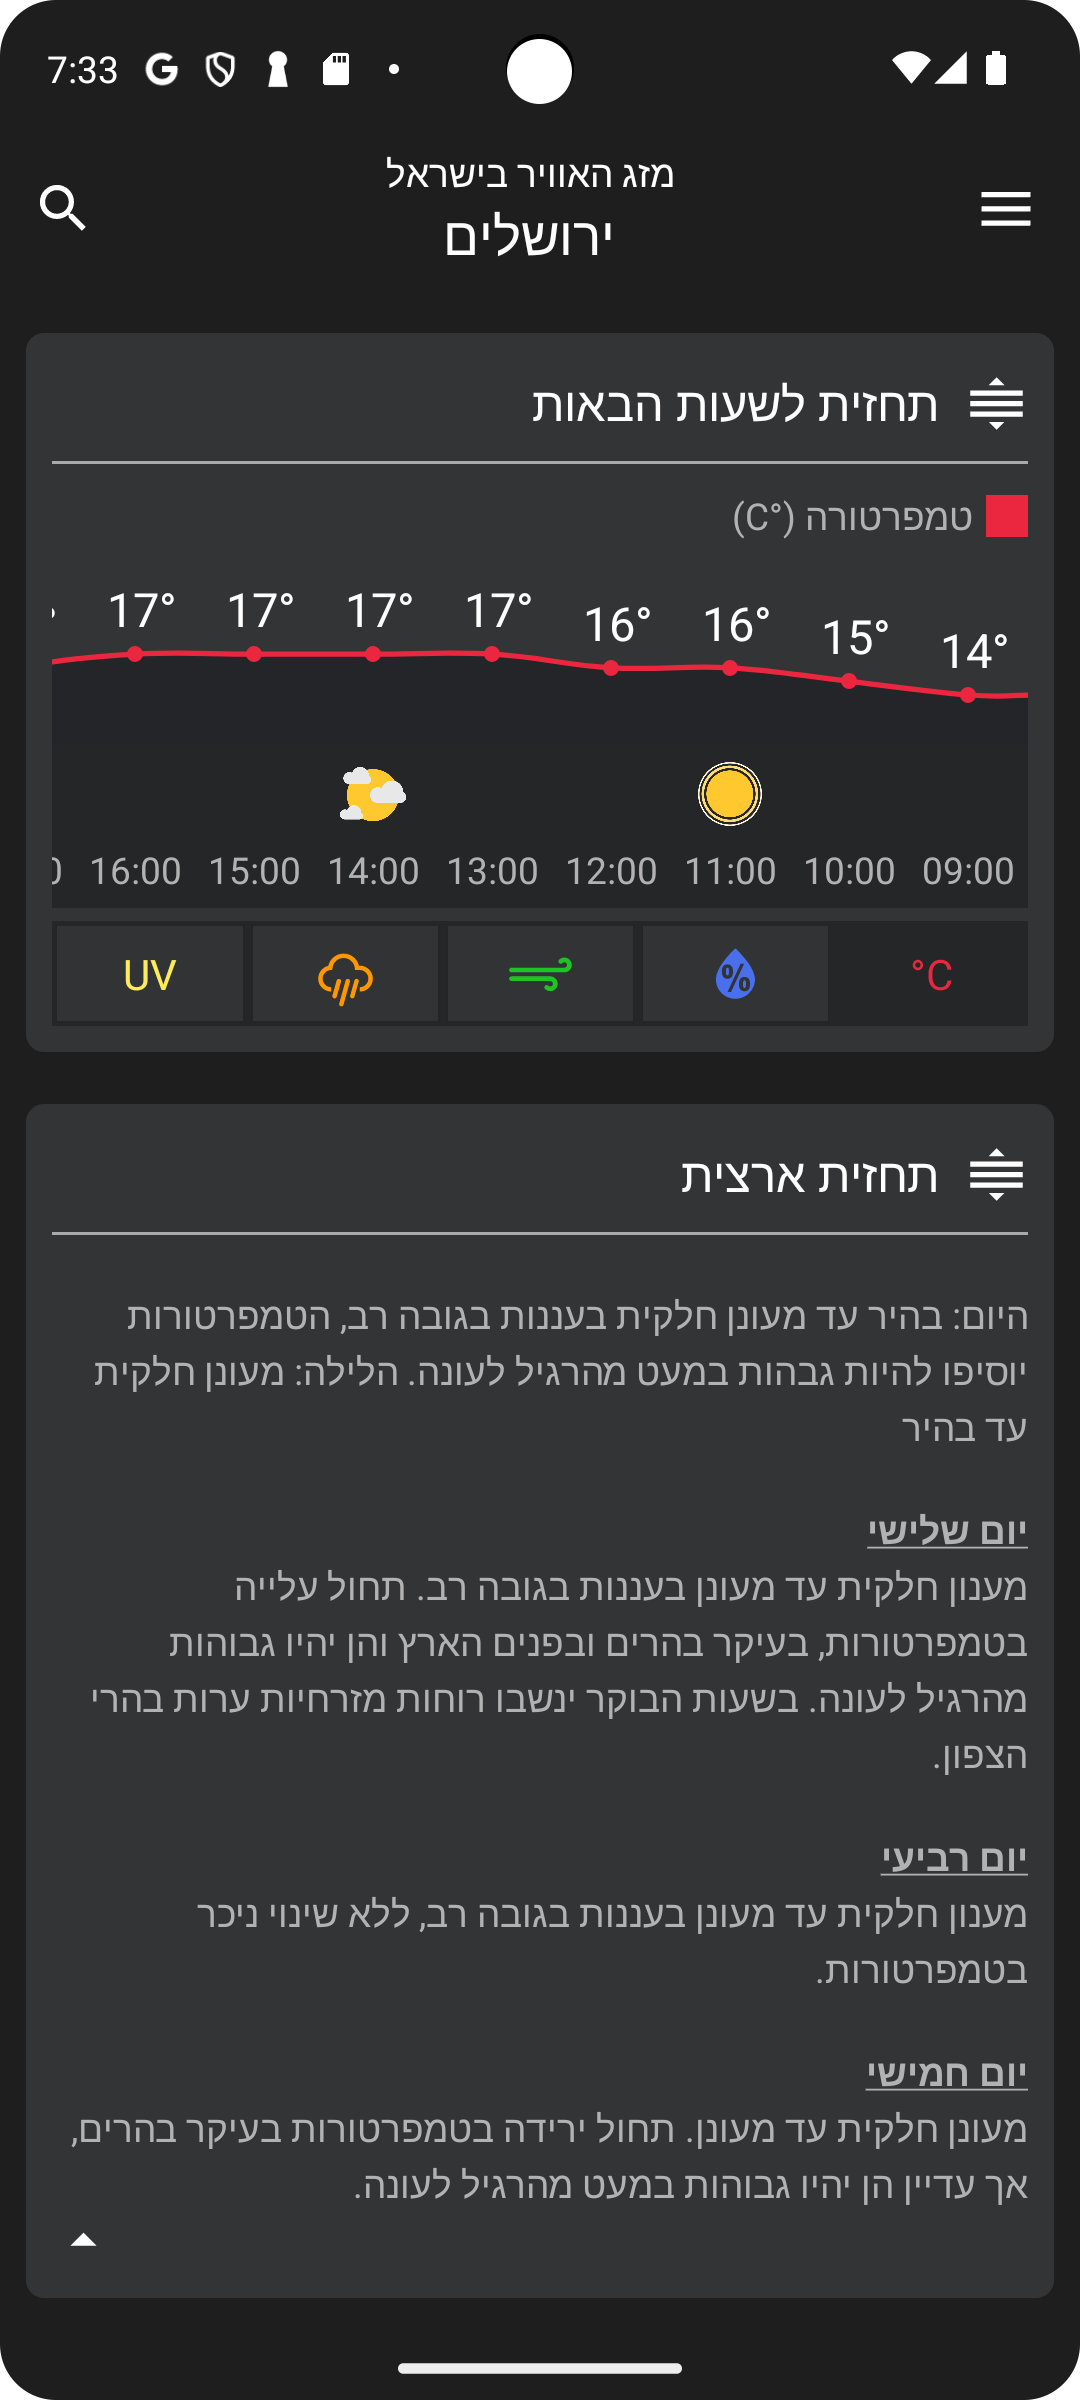 7:33
מזג האוויר בישראל
ירושלים
תחזית לשעות הבאות
טמפרטורה (°C)
14° 15° 16° 16° 17° 17° 17° 17°
09:00 10:00 11:00 12:00 13:00 14:00 15:00 16:00
°C % UV
תחזית ארצית
היום: בהיר עד מעונן חלקית בעננות בגובה רב, הטמפרטורות
יוסיפו להיות גבהות במעט מהרגיל לעונה. הלילה: מעונן חלקית
עד בהיר
יום שלישי
מענון חלקית עד מעונן בעננות בגובה רב. תחול עלייה
בטמפרטורות, בעיקר בהרים ובפנים הארץ והן יהיו גבוהות
מהרגיל לעונה. בשעות הבוקר ינשבו רוחות מזרחיות ערות בהרי
הצפון.
יום רביעי
מענון חלקית עד מעונן בעננות בגובה רב, ללא שינוי ניכר
בטמפרטורות.
יום חמישי
מעונן חלקית עד מעונן. תחול ירידה בטמפרטורות בעיקר בהרים,
אך עדיין הן יהיו גבוהות במעט מהרגיל לעונה.